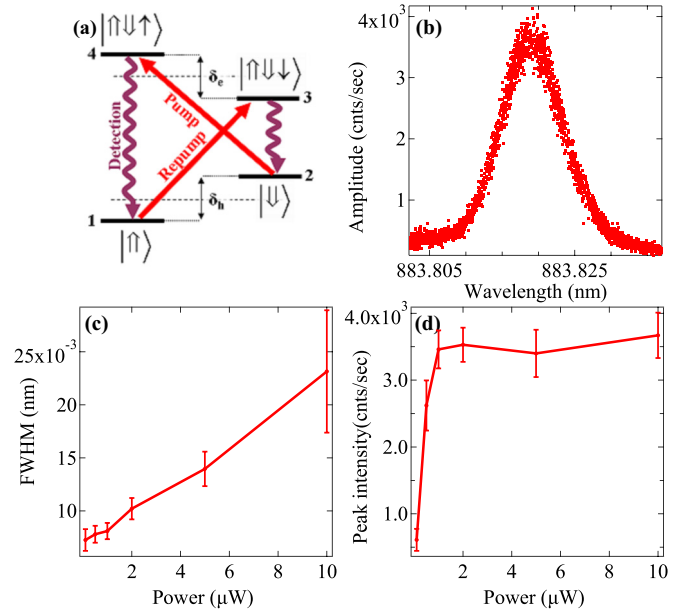 (a)
|⇑⇓↑⟩
4
δe
|⇑⇓↓⟩
3
Detection
Pump
Repump
2
|⇓⟩
δh
1
|⇑⟩
(b)
4x10³
3
2
1
Amplitude (cnts/sec)
883.805
883.825
Wavelength (nm)
(c)
25x10⁻³
20
15
10
FWHM (nm)
2
4
6
8
10
Power (µW)
(d)
4.0x10³
3.0
2.0
1.0
Peak intensity(cnts/sec)
2
4
6
8
10
Power (µW)